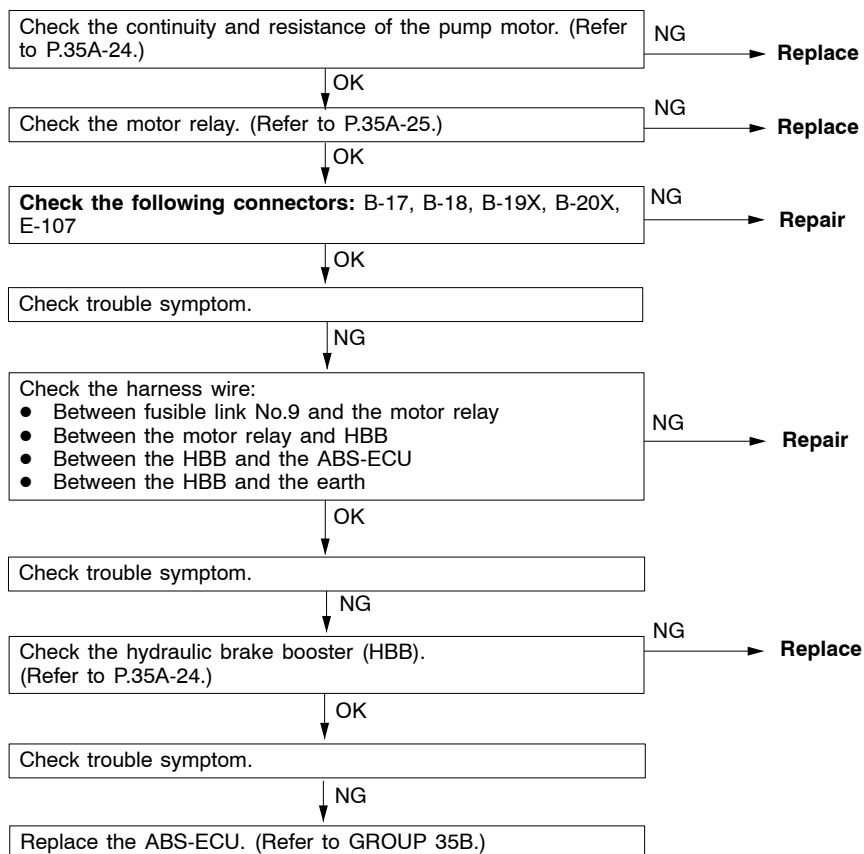 Check the continuity and resistance of the pump motor. (Refer
to P.35A-24.)
NG
Replace
OK
Check the motor relay. (Refer to P.35A-25.)
NG
Replace
OK
Check the following connectors: B-17, B-18, B-19X, B-20X,
E-107
NG
Repair
OK
Check trouble symptom.
NG
Check the harness wire:
● Between fusible link No.9 and the motor relay
● Between the motor relay and HBB
● Between the HBB and the ABS-ECU
● Between the HBB and the earth
NG
Repair
OK
Check trouble symptom.
NG
Check the hydraulic brake booster (HBB).
(Refer to P.35A-24.)
NG
Replace
OK
Check trouble symptom.
NG
Replace the ABS-ECU. (Refer to GROUP 35B.)